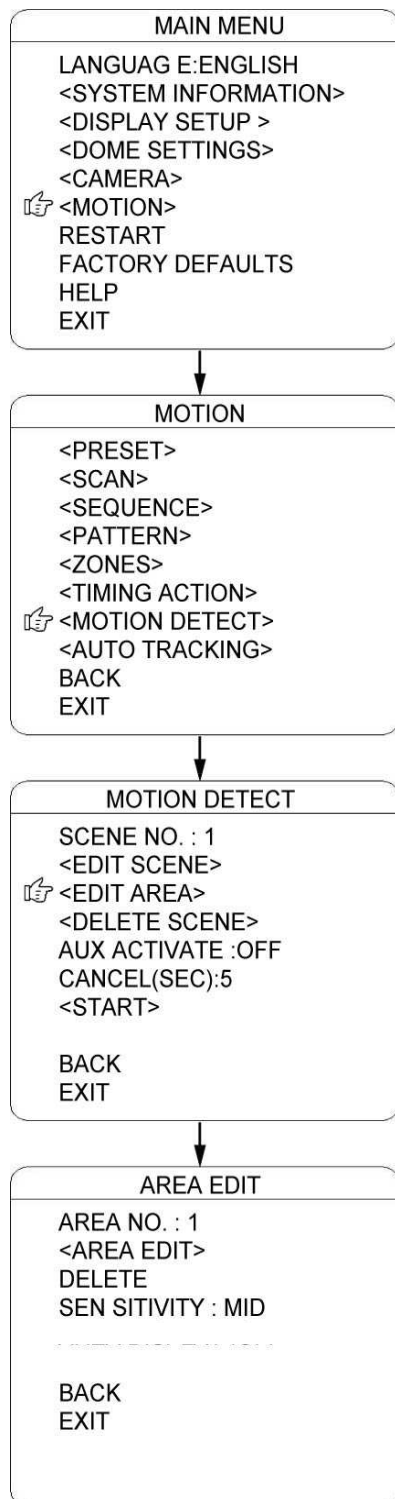 MAIN MENU
LANGUAG E:ENGLISH
<SYSTEM INFORMATION>
<DISPLAY SETUP >
<DOME SETTINGS>
<CAMERA>
<MOTION>
RESTART
FACTORY DEFAULTS
HELP
EXIT
MOTION
<PRESET>
<SCAN>
<SEQUENCE>
<PATTERN>
<ZONES>
<TIMING ACTION>
<MOTION DETECT>
<AUTO TRACKING>
BACK
EXIT
MOTION DETECT
SCENE NO. : 1
<EDIT SCENE>
<EDIT AREA>
<DELETE SCENE>
AUX ACTIVATE :OFF
CANCEL(SEC):5
<START>
BACK
EXIT
AREA EDIT
AREA NO. : 1
<AREA EDIT>
DELETE
SEN SITIVITY : MID
BACK
EXIT